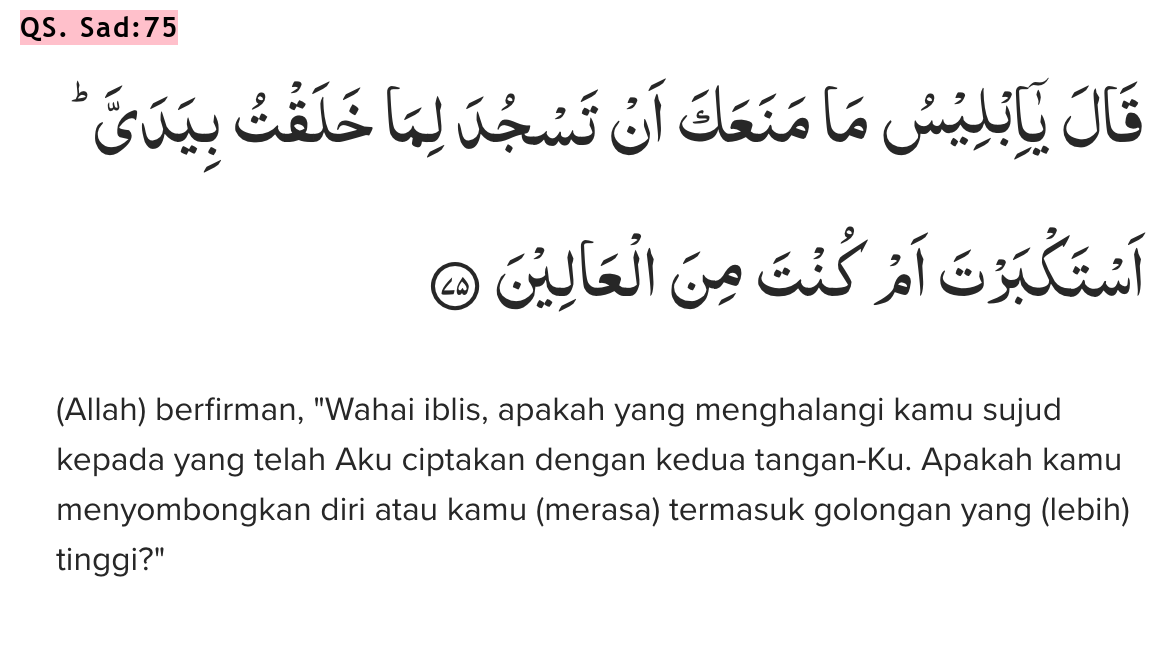 QS. Sad:75
قَالَ يٰٓاِبْلِيْسُ مَا مَنَعَكَ اَنْ تَسْجُدَ لِمَا خَلَقْتُ بِيَدَيَّ ۗ
اَسْتَكْبَرْتَ اَمْ كُنْتَ مِنَ الْعَالِيْنَ ٧٥
(Allah) berfirman, "Wahai iblis, apakah yang menghalangi kamu sujud
kepada yang telah Aku ciptakan dengan kedua tangan-Ku. Apakah kamu
menyombongkan diri atau kamu (merasa) termasuk golongan yang (lebih)
tinggi?"